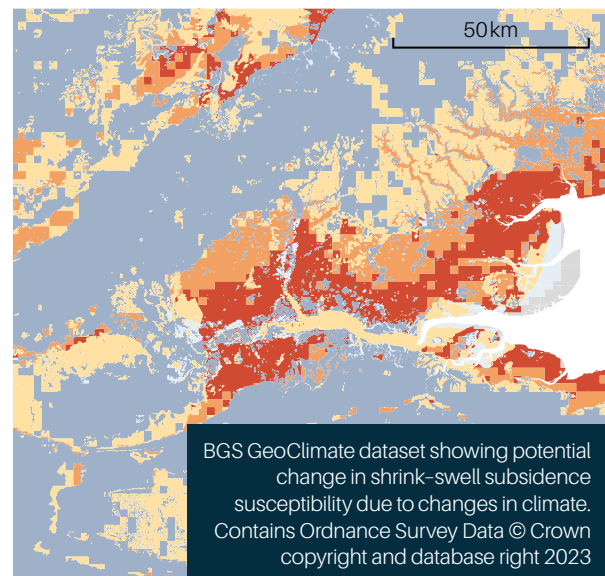 50 km
BGS GeoClimate dataset showing potential
change in shrink–swell subsidence
susceptibility due to changes in climate.
Contains Ordnance Survey Data © Crown
copyright and database right 2023